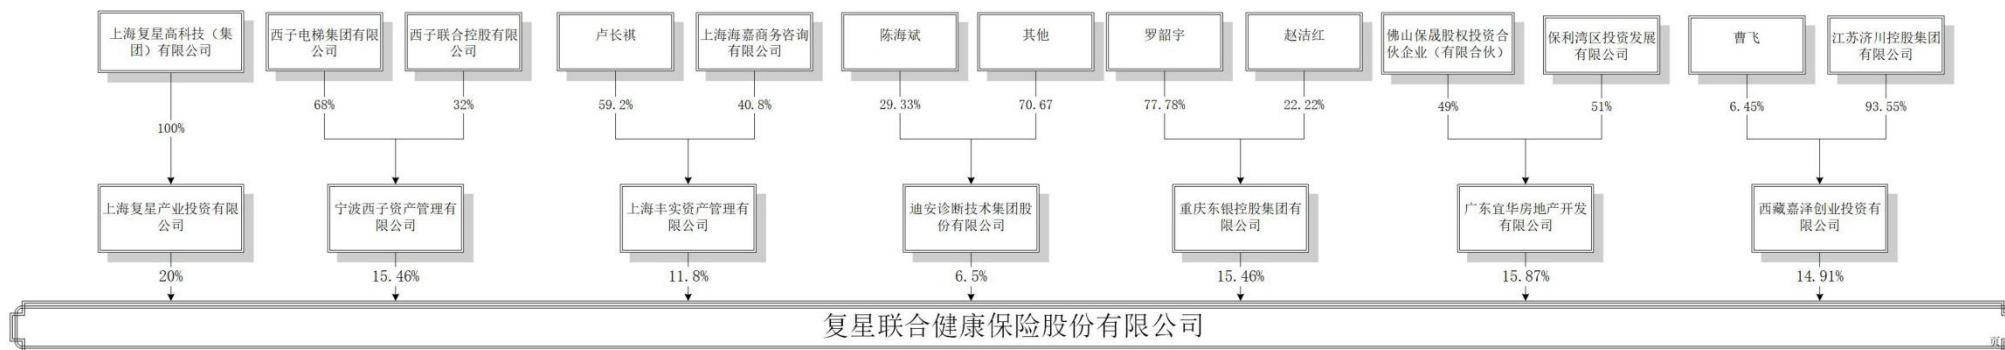 上海复星高科技（集
团）有限公司
西子电梯集团有限
公司
西子联合控股有限
公司
卢长祺
上海海嘉商务咨询
有限公司
陈海斌
其他
罗韶宇
赵洁红
佛山保晟股权投资合
伙企业（有限合伙）
保利湾区投资发展
有限公司
曹飞
江苏济川控股集团
有限公司
100%
68%
32%
59.2%
40.8%
29.33%
70.67
77.78%
22.22%
49%
51%
6.45%
93.55%
上海复星产业投资有限
公司
宁波西子资产管理有
限公司
上海丰实资产管理有
限公司
迪安诊断技术集团股
份有限公司
重庆东银控股集团有
限公司
广东宜华房地产开发
有限公司
西藏嘉泽创业投资有
限公司
20%
15.46%
11.8%
6.5%
15.46%
15.87%
14.91%
复星联合健康保险股份有限公司
页